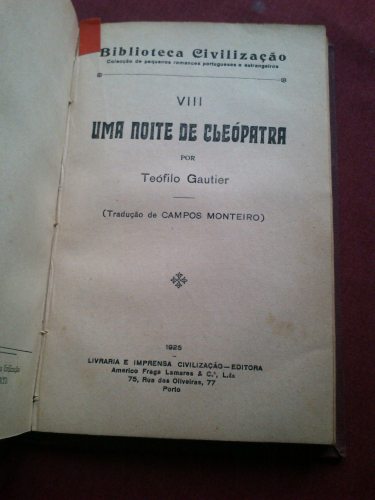 Biblioteca Civilização
Colecção de pequenos romances portugueses e estrangeiros
VIII
UMA NOITE DE CLEÓPATRA
POR
Teófilo Gautier
(Tradução de CAMPOS MONTEIRO)
1925
LIVRARIA E IMPRENSA CIVILIZAÇÃO—EDITORA
Americo Fraga Lamares & C.ª, L.da
75, Rua das Oliveiras, 77
Porto